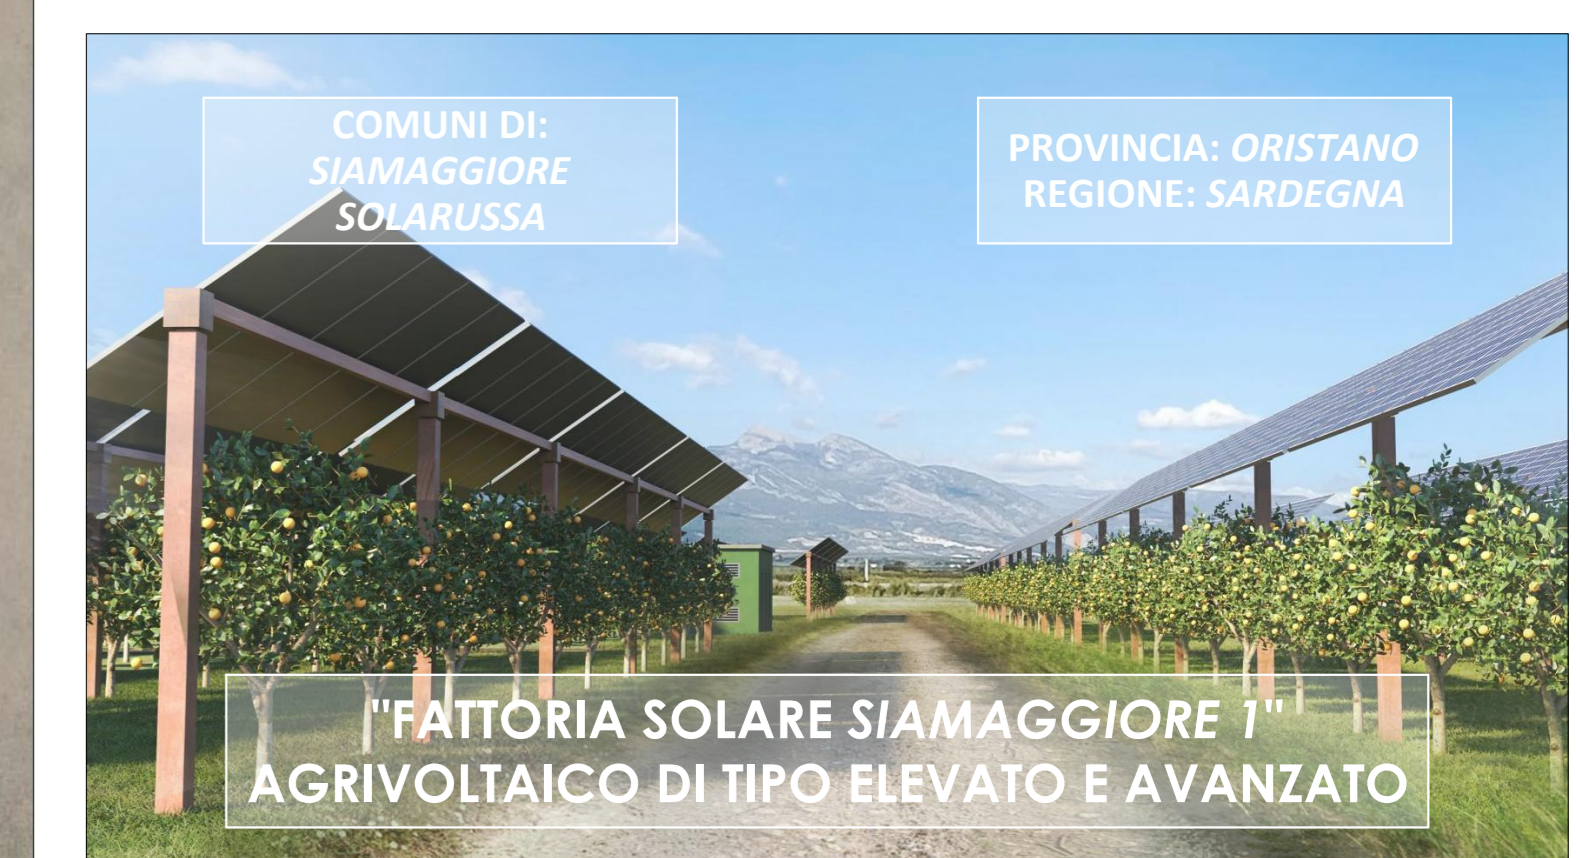 COMUNI DI:
SIAMAGGIORE
SOLARUSSA
PROVINCIA: ORISTANO
REGIONE: SARDEGNA
"FATTORIA SOLARE SIAMAGGIORE 1"
AGRIVOLTAICO DI TIPO ELEVATO E AVANZATO